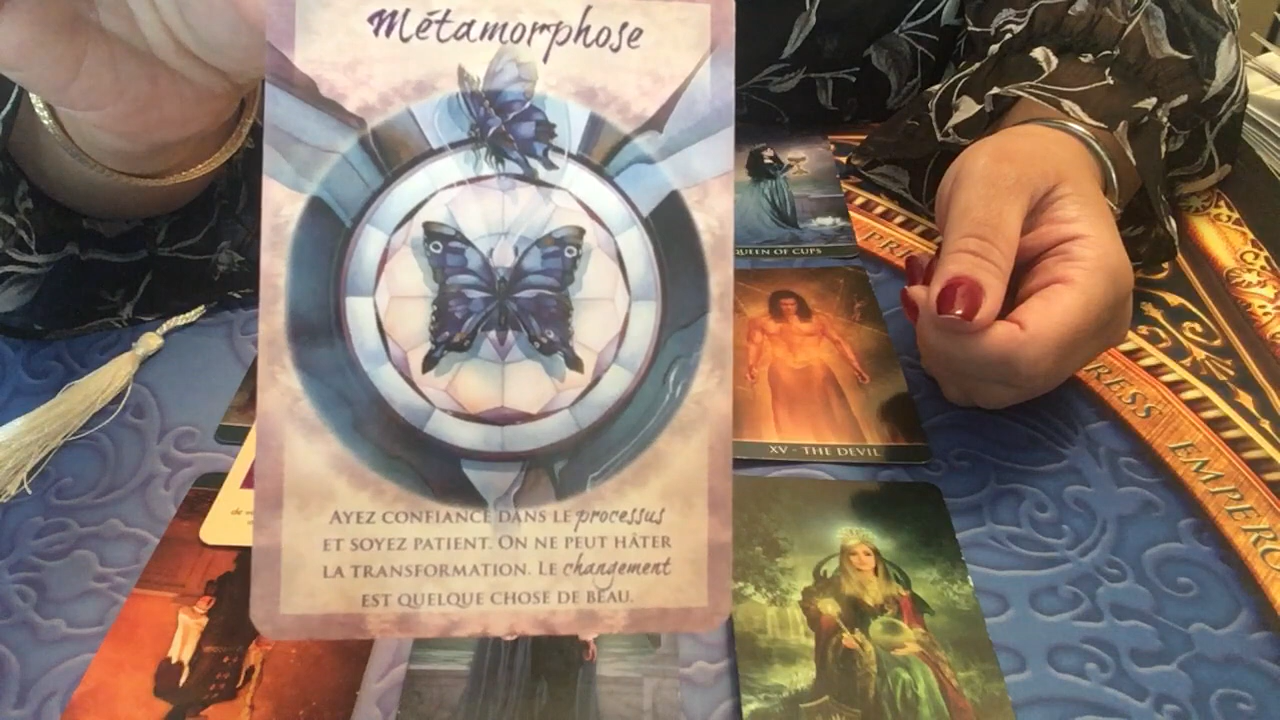 Métamorphose
QUEEN OF CUPS
XV - THE DEVIL
RESS EMPERO
AYEZ CONFIANCE DANS LE processus
ET SOYEZ PATIENT. ON NE PEUT HÂTER
LA TRANSFORMATION. LE changement
EST QUELQUE CHOSE DE BEAU.